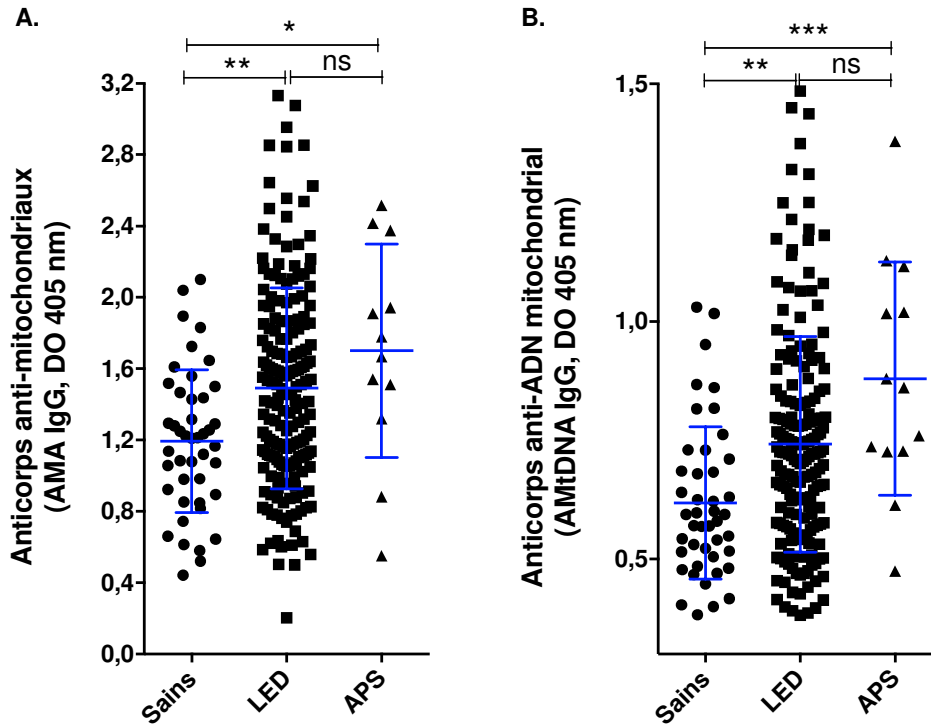 A.
*
**
ns
3,2
2,8
2,4
2,0
1,6
1,2
0,8
0,4
0,0
Anticorps anti-mitochondriaux
(AMA IgG, DO 405 nm)
Sains
LED
APS
B.
***
**
ns
1,5
1,0
0,5
Anticorps anti-ADN mitochondrial
(AMtDNA IgG, DO 405 nm)
Sains
LED
APS